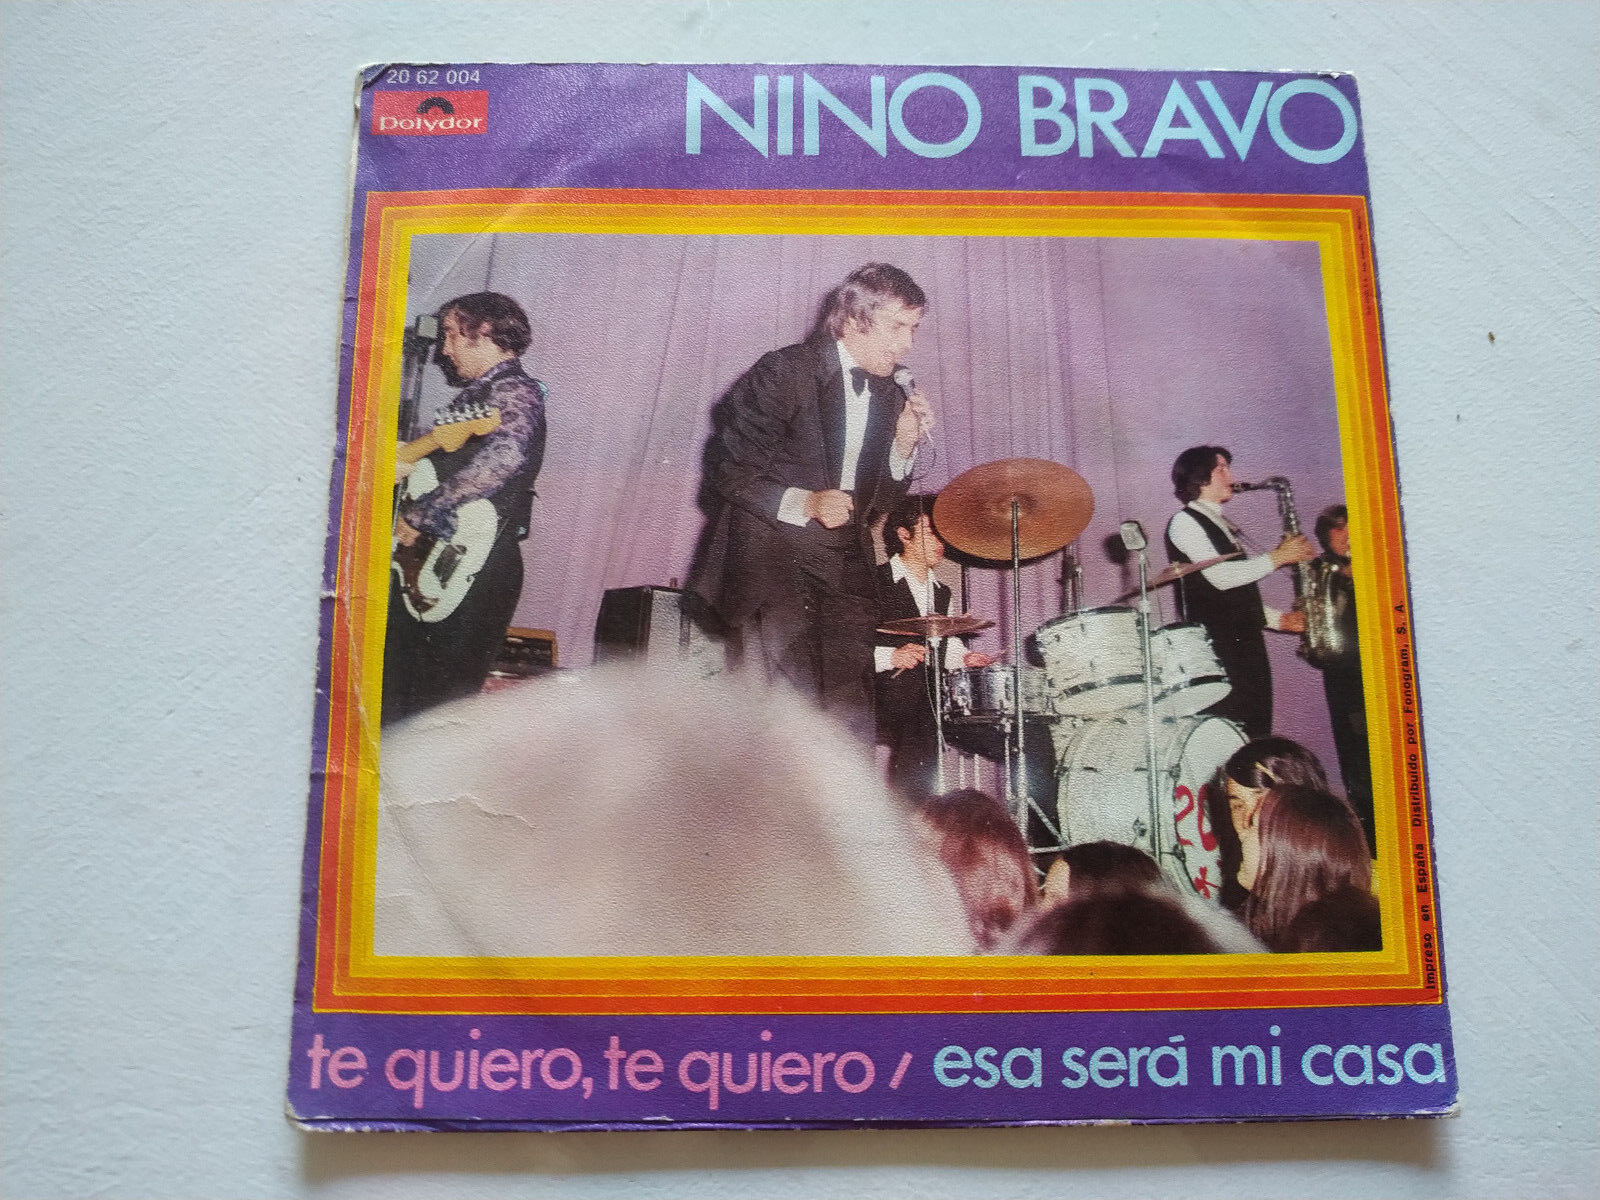 20 62 004
polydor
NINO BRAVO
Impreso en España Distribuido por Fonogram, S. A.
te quiero, te quiero / esa será mi casa